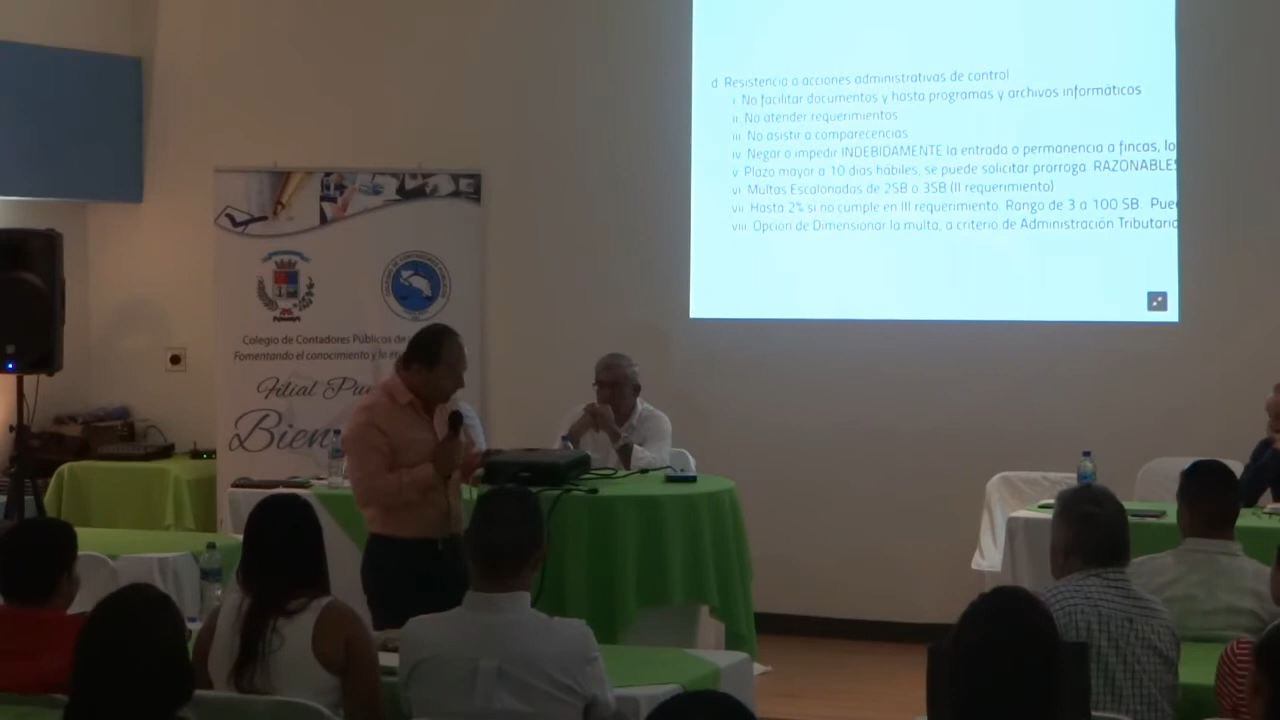 d. Resistencia a acciones administrativas de control
i. No facilitar documentos y hasta programas y archivos informáticos
ii. No atender requerimientos
iii. No asistir a comparecencias
iv. Negar o impedir INDEBIDAMENTE la entrada o permanencia a fincas, lo
v. Plazo mayor a 10 días hábiles, se puede solicitar prorroga. RAZONABLES
vi. Multas Escalonadas de 2SB o 3SB (II requerimiento)
vii. Hasta 2% si no cumple en III requerimiento. Rango de 3 a 100 SB. Pue
viii. Opción de Dimensionar la multa, a criterio de Administración Tributaria
Colegio de Contadores Públicos de
Fomentando el conocimiento y la
Filial Pu
Bien